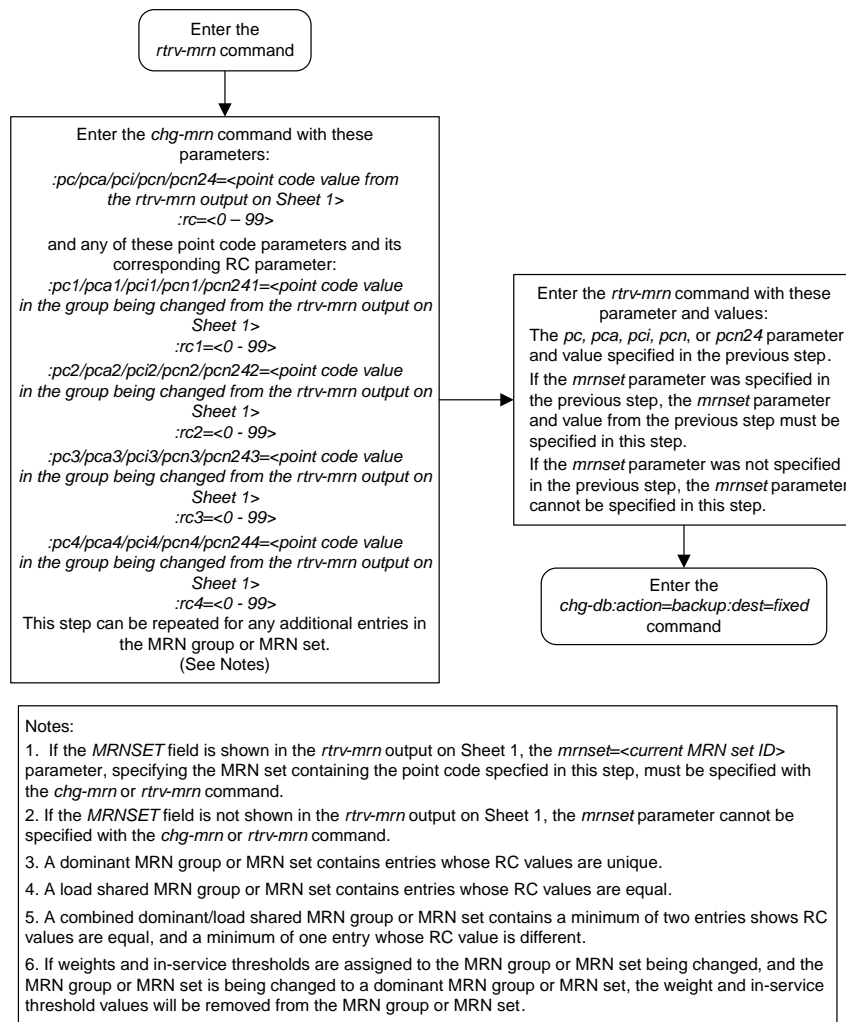 Enter the
rtrv-mrn
command
Enter the chg-mrn command with these
parameters:
:pc/pca/pci/pcn/pcn24=<point code value from
the rtrv-mrn output on Sheet 1>
:rc=<0 – 99>
and any of these point code parameters and its
corresponding RC parameter:
:pc1/pca1/pci1/pcn1/pcn241=<point code value
in the group being changed from the rtrv-mrn output on
Sheet 1>
:rc1=<0 - 99>
:pc2/pca2/pci2/pcn2/pcn242=<point code value
in the group being changed from the rtrv-mrn output on
Sheet 1>
:rc2=<0 - 99>
:pc3/pca3/pci3/pcn3/pcn243=<point code value
in the group being changed from the rtrv-mrn output on
Sheet 1>
:rc3=<0 - 99>
:pc4/pca4/pci4/pcn4/pcn244=<point code value
in the group being changed from the rtrv-mrn output on
Sheet 1>
:rc4=<0 - 99>
This step can be repeated for any additional entries in
the MRN group or MRN set.
(See Notes)
Enter the rtrv-mrn command with these
parameter and values:
The pc, pca, pci, pcn, or pcn24 parameter
and value specified in the previous step.
If the mrnset parameter was specified in
the previous step, the mrnset parameter
and value from the previous step must be
specified in this step.
If the mrnset parameter was not specified
in the previous step, the mrnset parameter
cannot be specified in this step.
Enter the
chg-db:action=backup:dest=fixed
command
Notes:
1. If the MRNSET field is shown in the rtrv-mrn output on Sheet 1, the mrnset=<current MRN set ID>
parameter, specifying the MRN set containing the point code specfied in this step, must be specified with
the chg-mrn or rtrv-mrn command.
2. If the MRNSET field is not shown in the rtrv-mrn output on Sheet 1, the mrnset parameter cannot be
specified with the chg-mrn or rtrv-mrn command.
3. A dominant MRN group or MRN set contains entries whose RC values are unique.
4. A load shared MRN group or MRN set contains entries whose RC values are equal.
5. A combined dominant/load shared MRN group or MRN set contains a minimum of two entries shows RC
values are equal, and a minimum of one entry whose RC value is different.
6. If weights and in-service thresholds are assigned to the MRN group or MRN set being changed, and the
MRN group or MRN set is being changed to a dominant MRN group or MRN set, the weight and in-service
threshold values will be removed from the MRN group or MRN set.